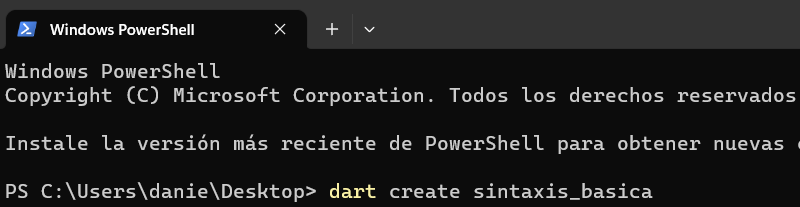 Windows PowerShell
Windows PowerShell
Copyright (C) Microsoft Corporation. Todos los derechos reservados
Instale la versión más reciente de PowerShell para obtener nuevas
PS C:\Users\danie\Desktop> dart create sintaxis_basica